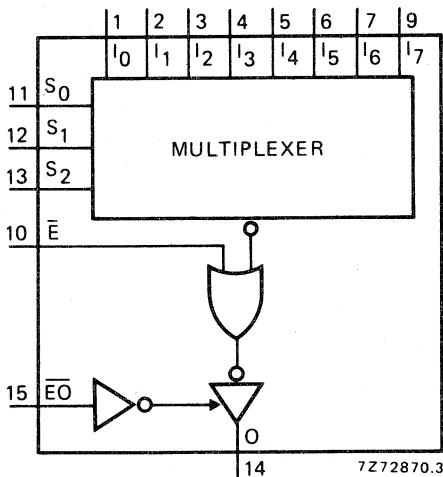 1 2 3 4 5 6 7 9
I0 I1 I2 I3 I4 I5 I6 I7
11 S0
MULTIPLEXER
12 S1
13 S2
10 E̅
15 E̅O̅
O
14
7Z72870.3